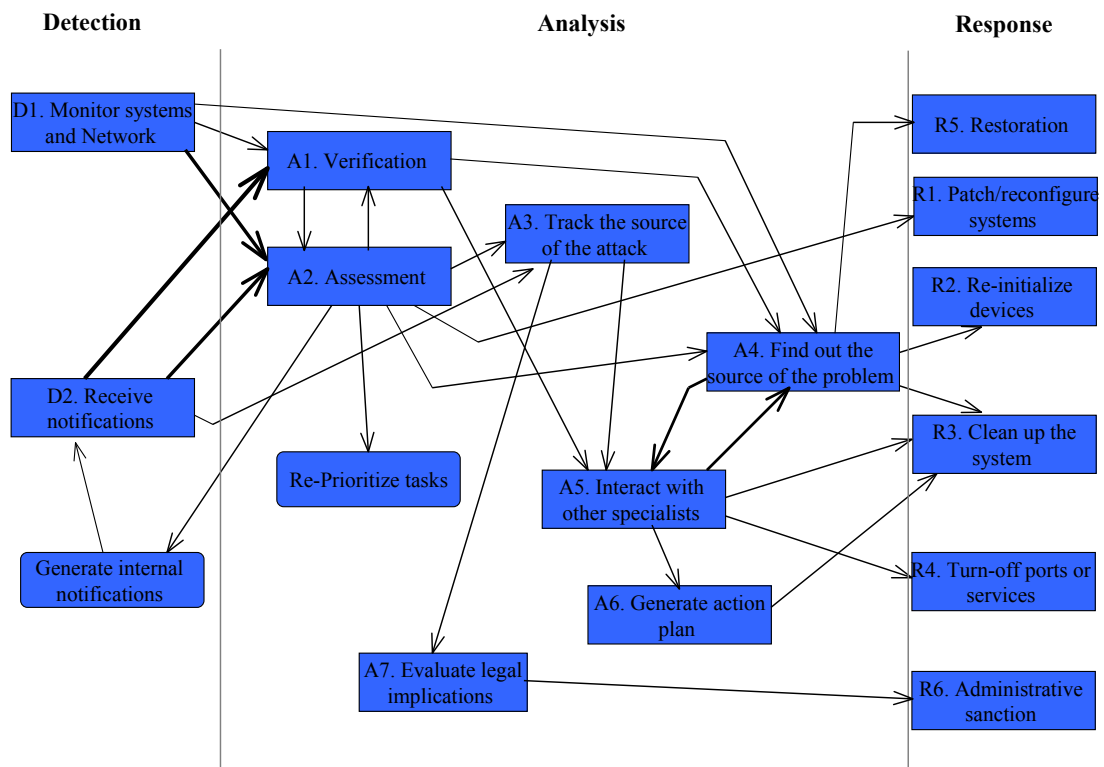 Detection
Analysis
Response
D1. Monitor systems
and Network
A1. Verification
A2. Assessment
A3. Track the source
of the attack
R5. Restoration
R1. Patch/reconfigure
systems
R2. Re-initialize
devices
A4. Find out the
source of the problem
D2. Receive
notifications
R3. Clean up the
system
Re-Prioritize tasks
A5. Interact with
other specialists
Generate internal
notifications
R4. Turn-off ports or
services
A6. Generate action
plan
A7. Evaluate legal
implications
R6. Administrative
sanction